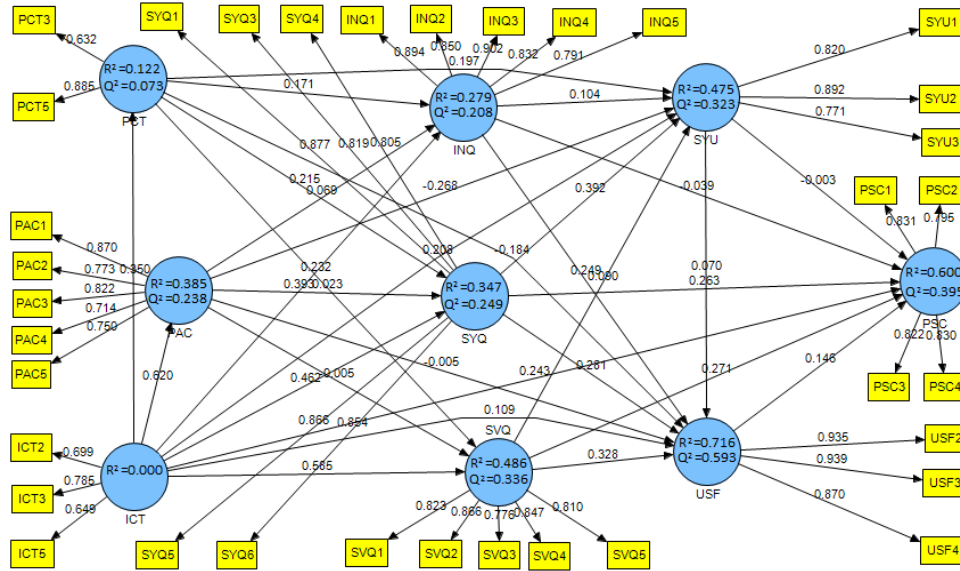 PCT3
SYQ1
SYQ3
SYQ4
INQ1
INQ2
INQ3
INQ4
INQ5
SYU1
0.632
0.894
0.850
0.902
0.832
0.791
0.820
R² =0.122
Q² =0.073
PCT
0.197
0.171
R² =0.279
Q² =0.208
INQ
0.104
R² =0.475
Q² =0.323
SYU
0.892
SYU2
PCT5
0.885
0.771
SYU3
0.877
0.819
0.805
0.215
0.069
-0.268
0.392
-0.039
-0.003
PSC1
PSC2
0.831
0.795
PAC1
0.870
PAC2
0.773
PAC3
0.822
PAC4
0.714
PAC5
0.750
0.350
R² =0.385
Q² =0.238
PAC
0.232
0.393
0.023
0.208
-0.184
R² =0.347
Q² =0.249
SYQ
0.249
0.090
0.070
0.263
R² =0.600
Q² =0.395
PSC
0.822
0.830
PSC3
PSC4
0.620
0.462
-0.005
-0.005
0.243
0.281
0.271
0.146
0.866
0.854
0.109
ICT2
0.699
ICT3
0.785
ICT5
0.649
R² =0.000
ICT
0.565
SVQ
R² =0.486
Q² =0.336
0.328
R² =0.716
Q² =0.593
USF
0.935
USF2
0.939
USF3
0.870
USF4
0.823
0.866
0.776
0.847
0.810
SYQ5
SYQ6
SVQ1
SVQ2
SVQ3
SVQ4
SVQ5